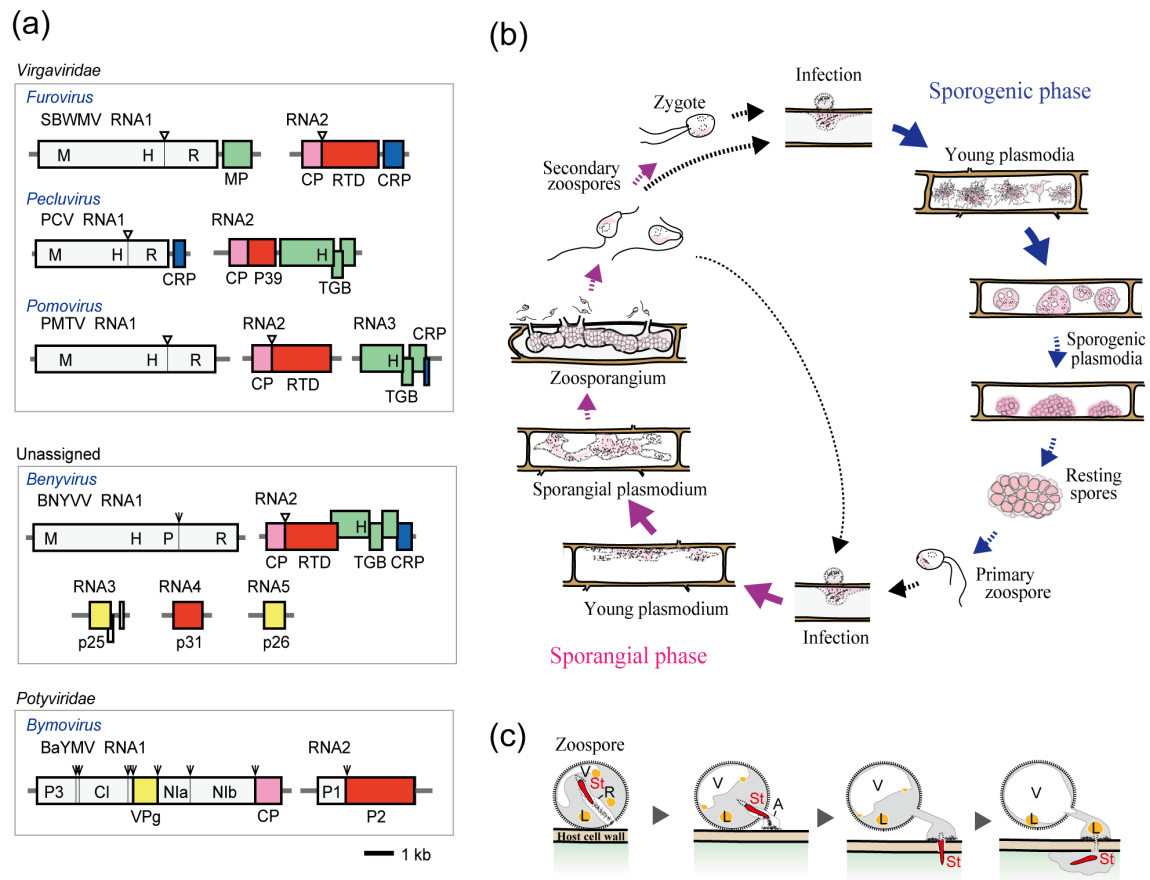 (a)
Virgaviridae
Furovirus
SBWMV RNA1
RNA2
M H R
MP
CP RTD CRP
Pecluvirus
PCV RNA1
RNA2
M H R
CRP
H
CP P39
TGB
Pomovirus
PMTV RNA1
RNA2
RNA3
CRP
M H R
CP RTD
H
TGB
Unassigned
Benyvirus
BNYVV RNA1
RNA2
M H P R
H
CP RTD TGB CRP
RNA3
RNA4
RNA5
p25
p31
p26
Potyviridae
Bymovirus
BaYMV RNA1
RNA2
P3 CI NIa NIb
VPg CP
P1
P2
1 kb
(b)
Infection
Zygote
Sporogenic phase
Secondary
zoospores
Young plasmodia
Sporogenic
plasmodia
Zoosporangium
Sporangial plasmodium
Resting
spores
Young plasmodium
Primary
zoospore
Infection
Sporangial phase
(c)
Zoospore
V
St
R
L
Host cell wall
St
A
L
V
L
St
V
L
L
St